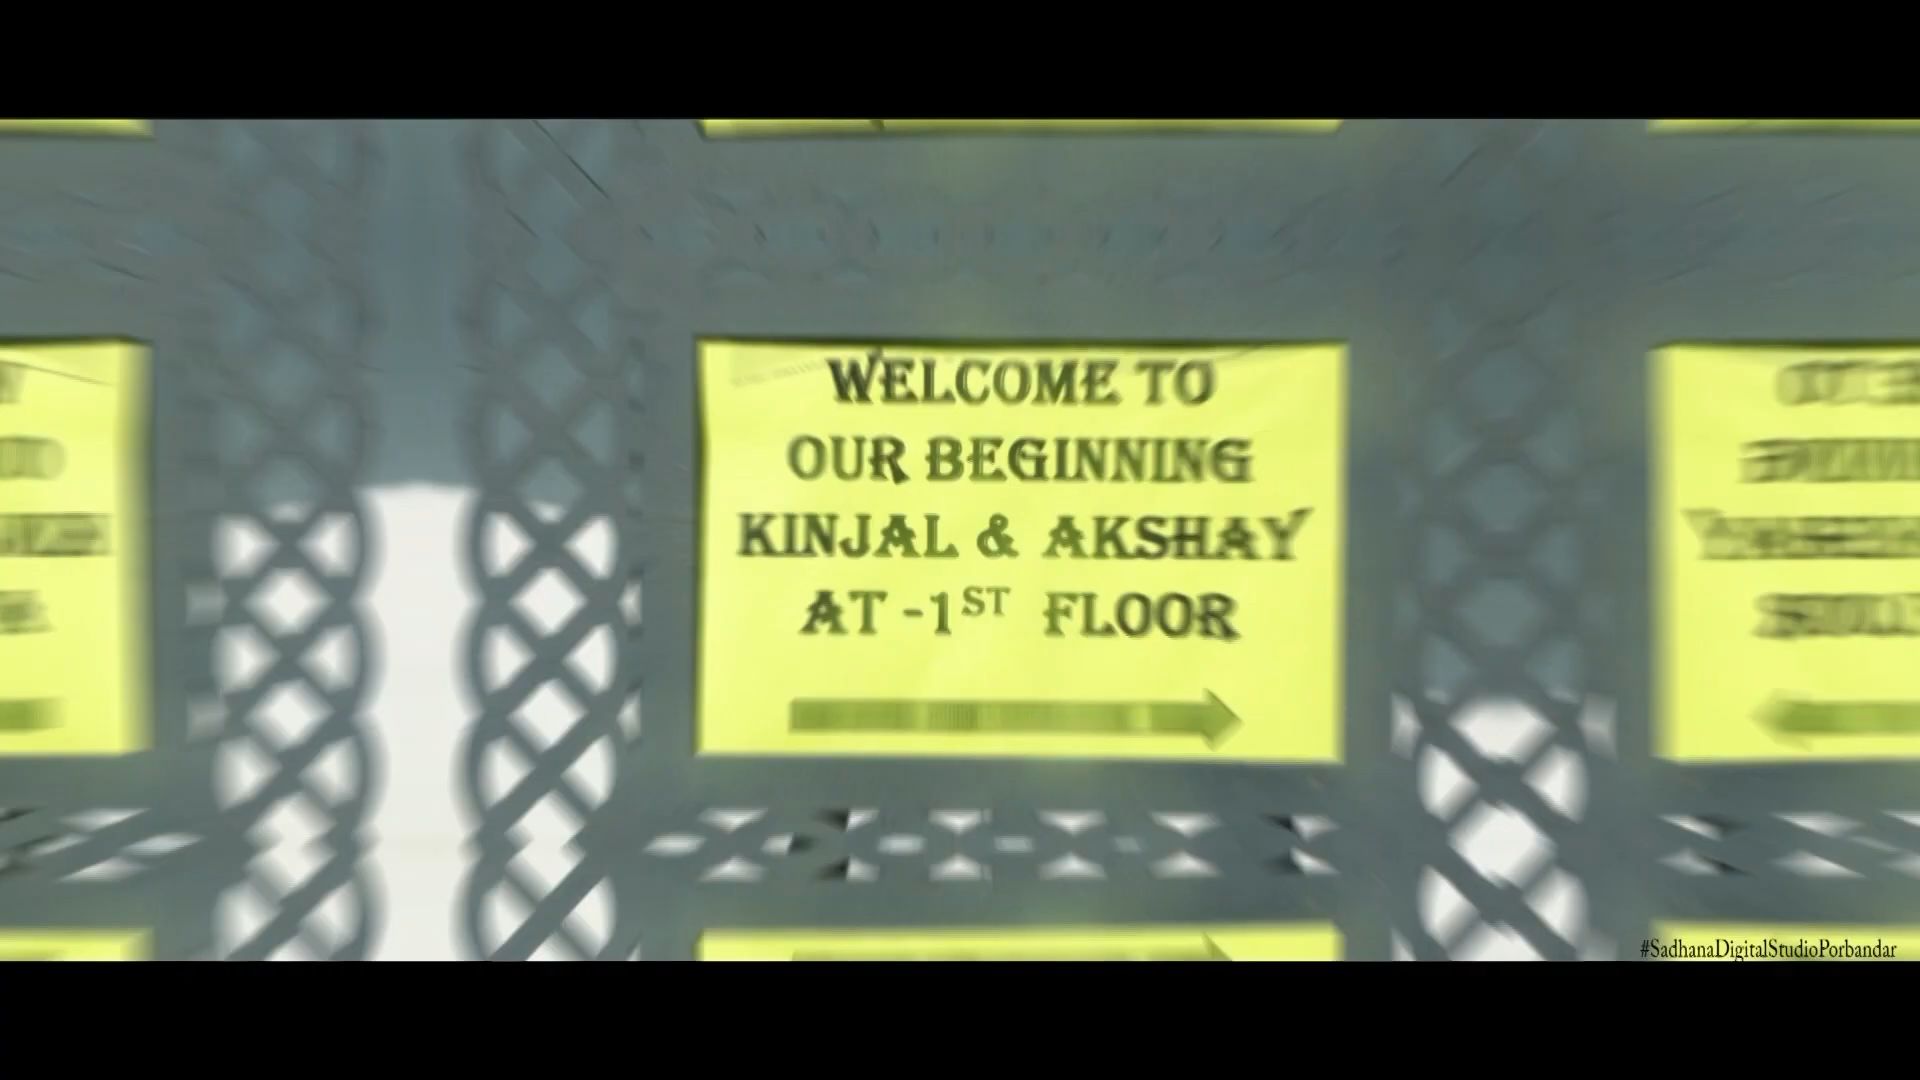 WELCOME TO
OUR BEGINNING
KINJAL & AKSHAY
AT -1ST FLOOR
#SadhanaDigitalStudioPorbandar